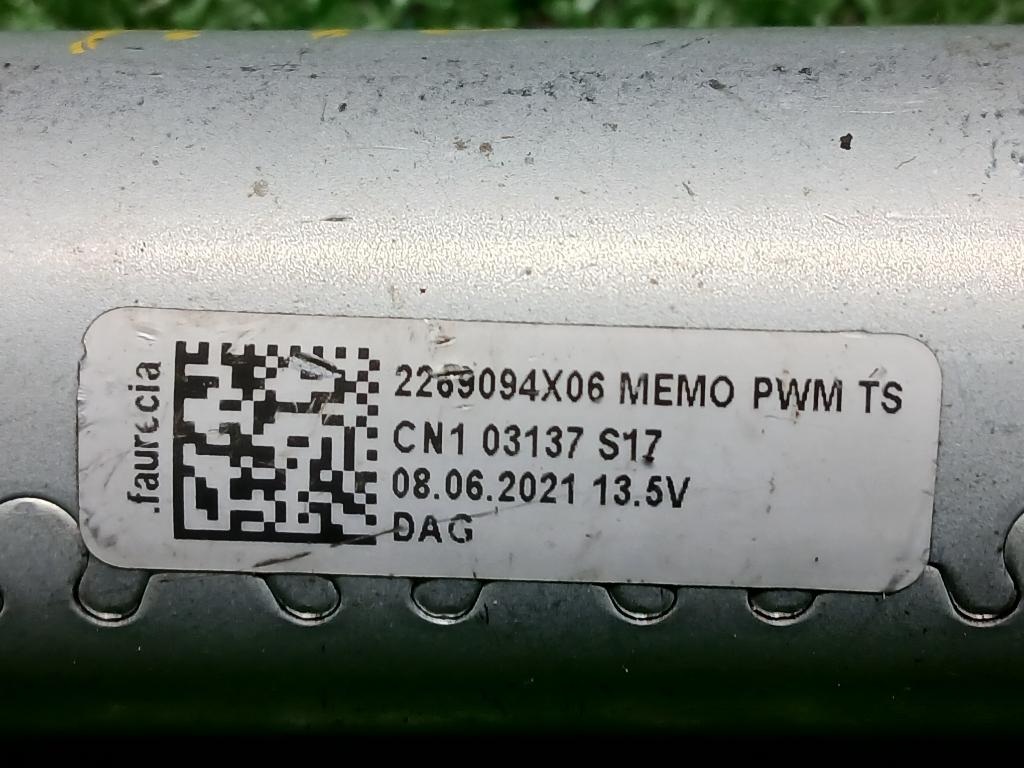 .faurecia
2269094X06 MEMO PWM TS
CN1 03137 S17
08.06.2021 13.5V
DAG